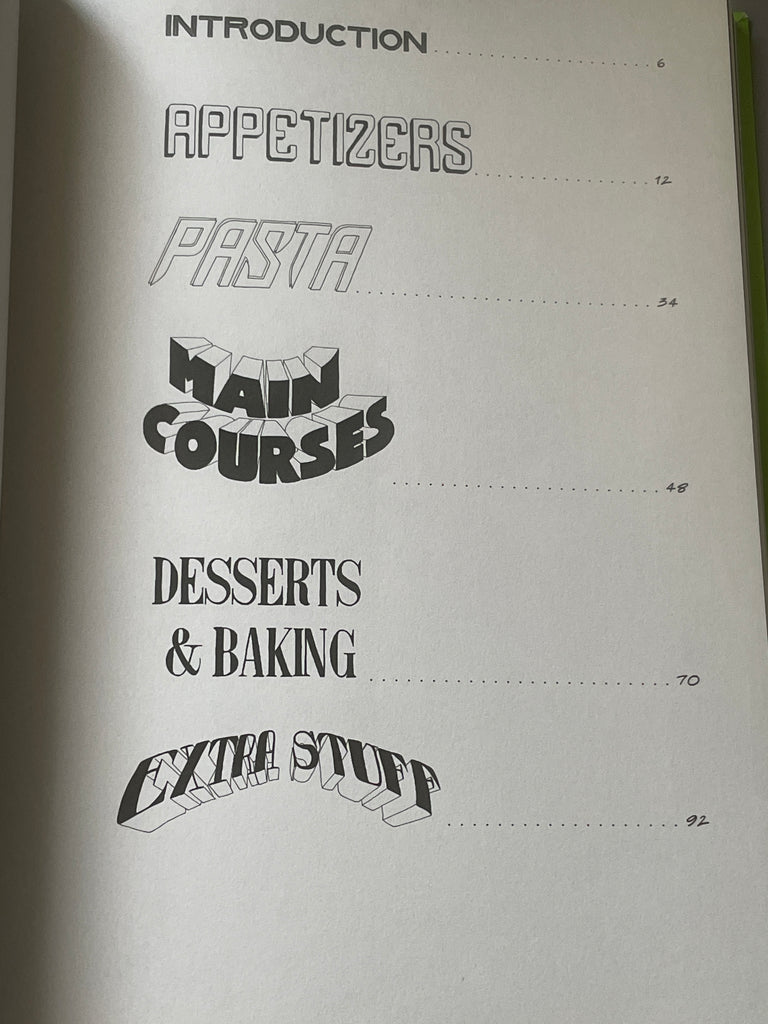 INTRODUCTION . . . . . . . . . . . . . . . . . . . . . . . . . . . . 6
APPETIZERS . . . . . . . . . . . . . . . . . . . . . . 12
PASTA . . . . . . . . . . . . . . . . . . . . . . . . . . . . . . . . . . . 34
MAIN
COURSES . . . . . . . . . . . . . . . . . . . . . . . . . . . . . . . . 48
DESSERTS
& BAKING . . . . . . . . . . . . . . . . . . . . . . . . . . . . . . . . . . . . 70
EXTRA STUFF . . . . . . . . . . . . . . . . . . . . . . . . . . . . 92